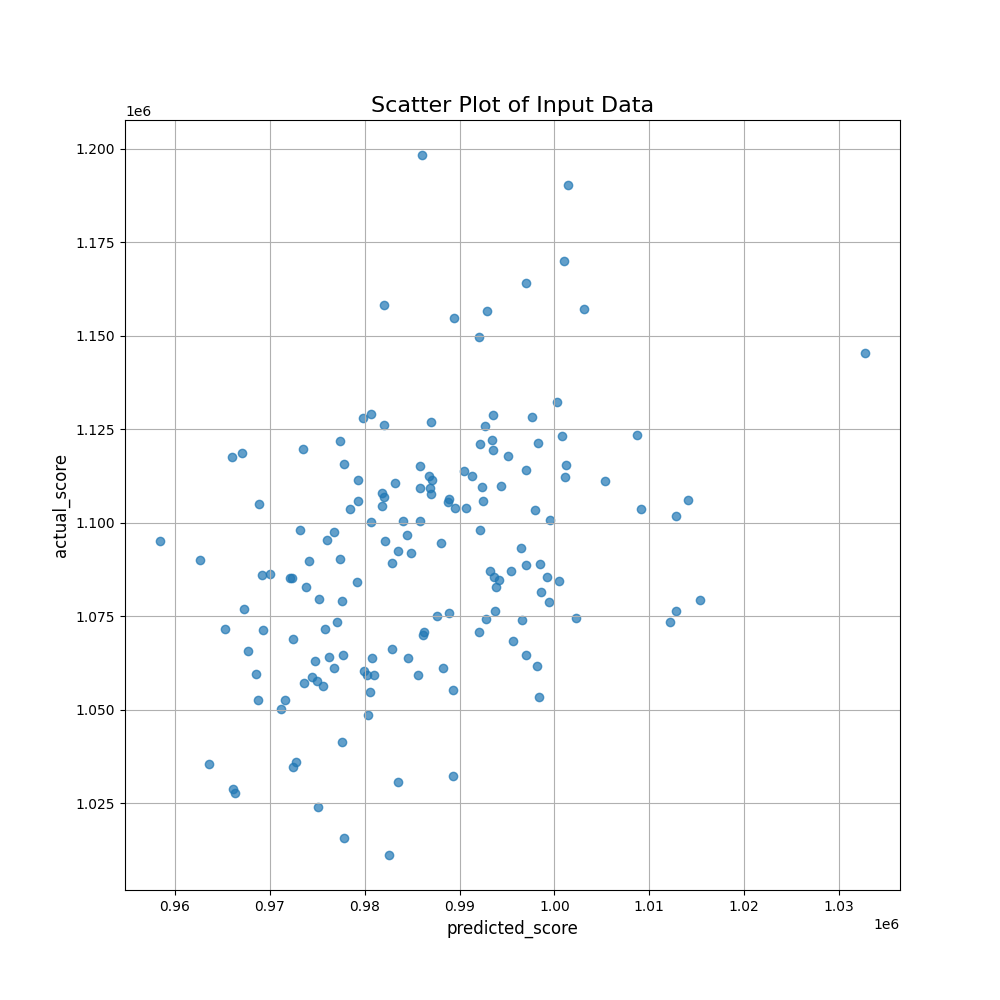 Scatter Plot of Input Data
1e6
1.200
1.175
1.150
1.125
1.100
1.075
1.050
1.025
actual_score
0.96 0.97 0.98 0.99 1.00 1.01 1.02 1.03
1e6
predicted_score